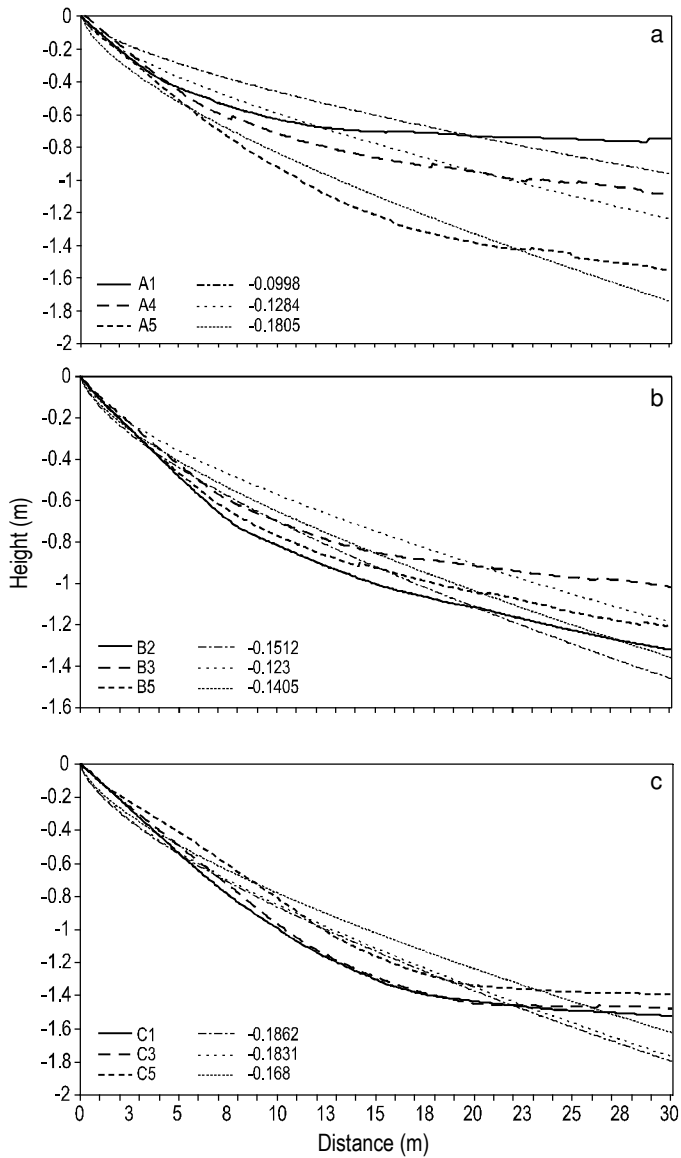 a
0
-0.2
-0.4
-0.6
-0.8
-1
-1.2
-1.4
-1.6
-1.8
-2
A1 -0.0998
A4 -0.1284
A5 -0.1805
b
0
-0.2
-0.4
-0.6
-0.8
-1
-1.2
-1.4
-1.6
B2 -0.1512
B3 -0.123
B5 -0.1405
Height (m)
c
0
-0.2
-0.4
-0.6
-0.8
-1
-1.2
-1.4
-1.6
-1.8
-2
C1 -0.1862
C3 -0.1831
C5 -0.168
0 3 5 8 10 13 15 18 20 23 25 28 30
Distance (m)